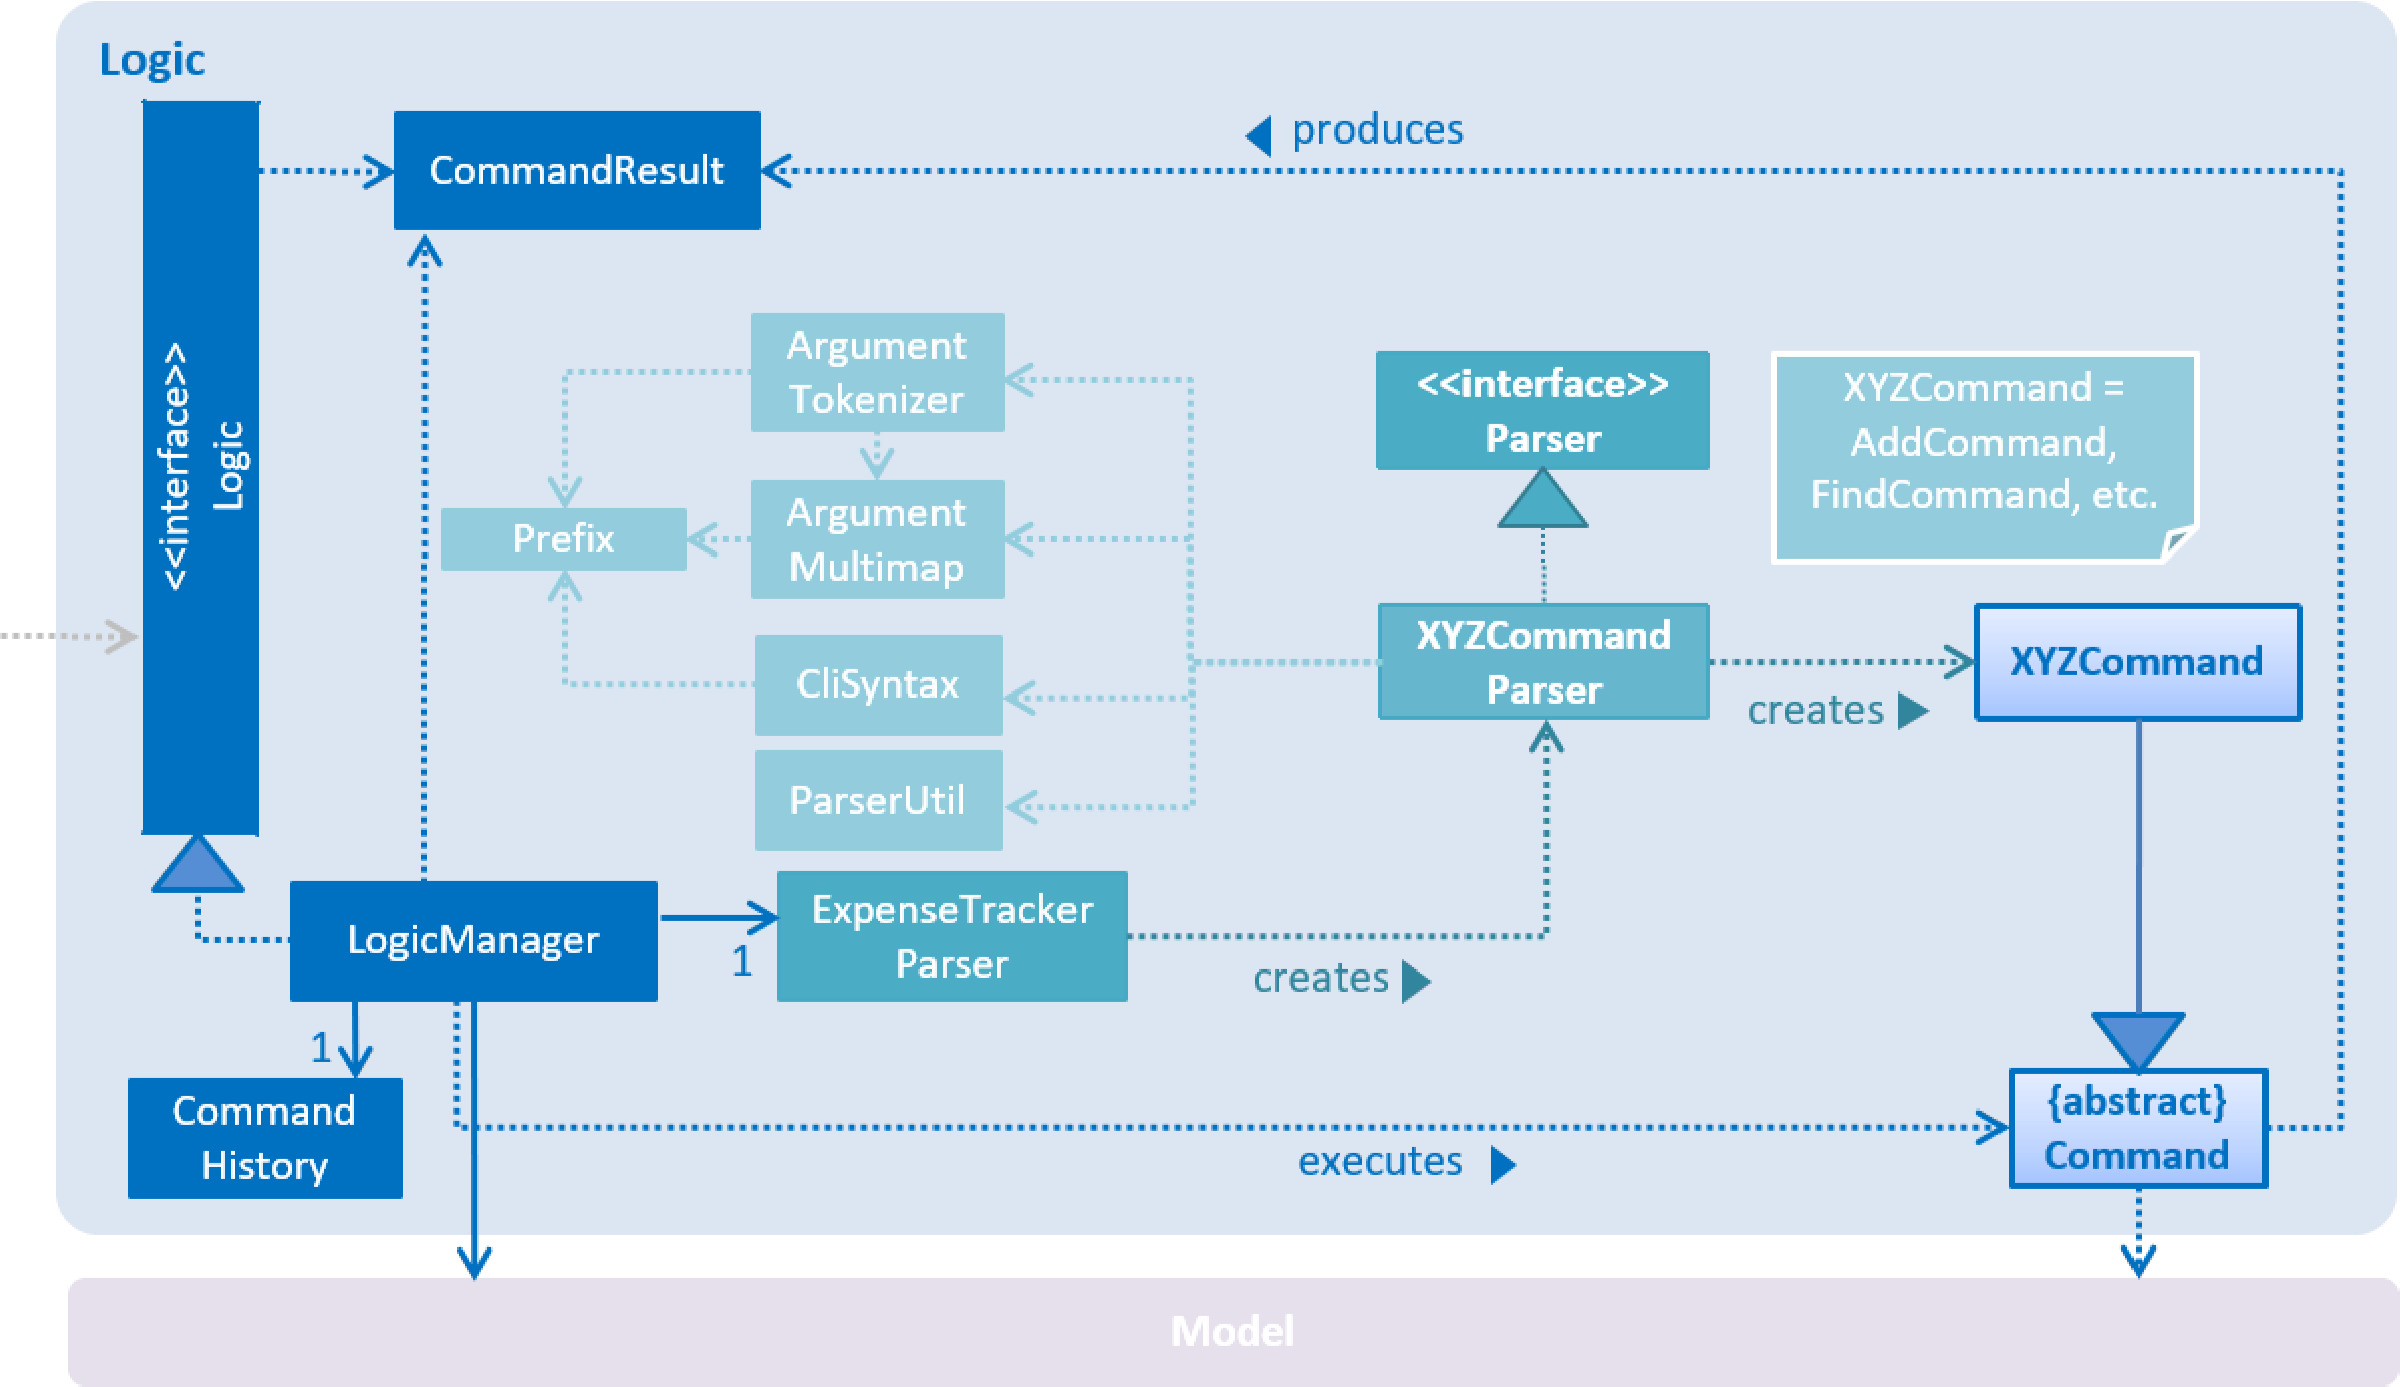 Logic
<<interface>>
Logic
CommandResult
produces
Argument
Tokenizer
<<interface>>
Parser
XYZCommand =
AddCommand,
FindCommand, etc.
Prefix
Argument
Multimap
CliSyntax
XYZCommand
Parser
creates
XYZCommand
ParserUtil
LogicManager
1
ExpenseTracker
Parser
creates
1
Command
History
executes
{abstract}
Command
Model